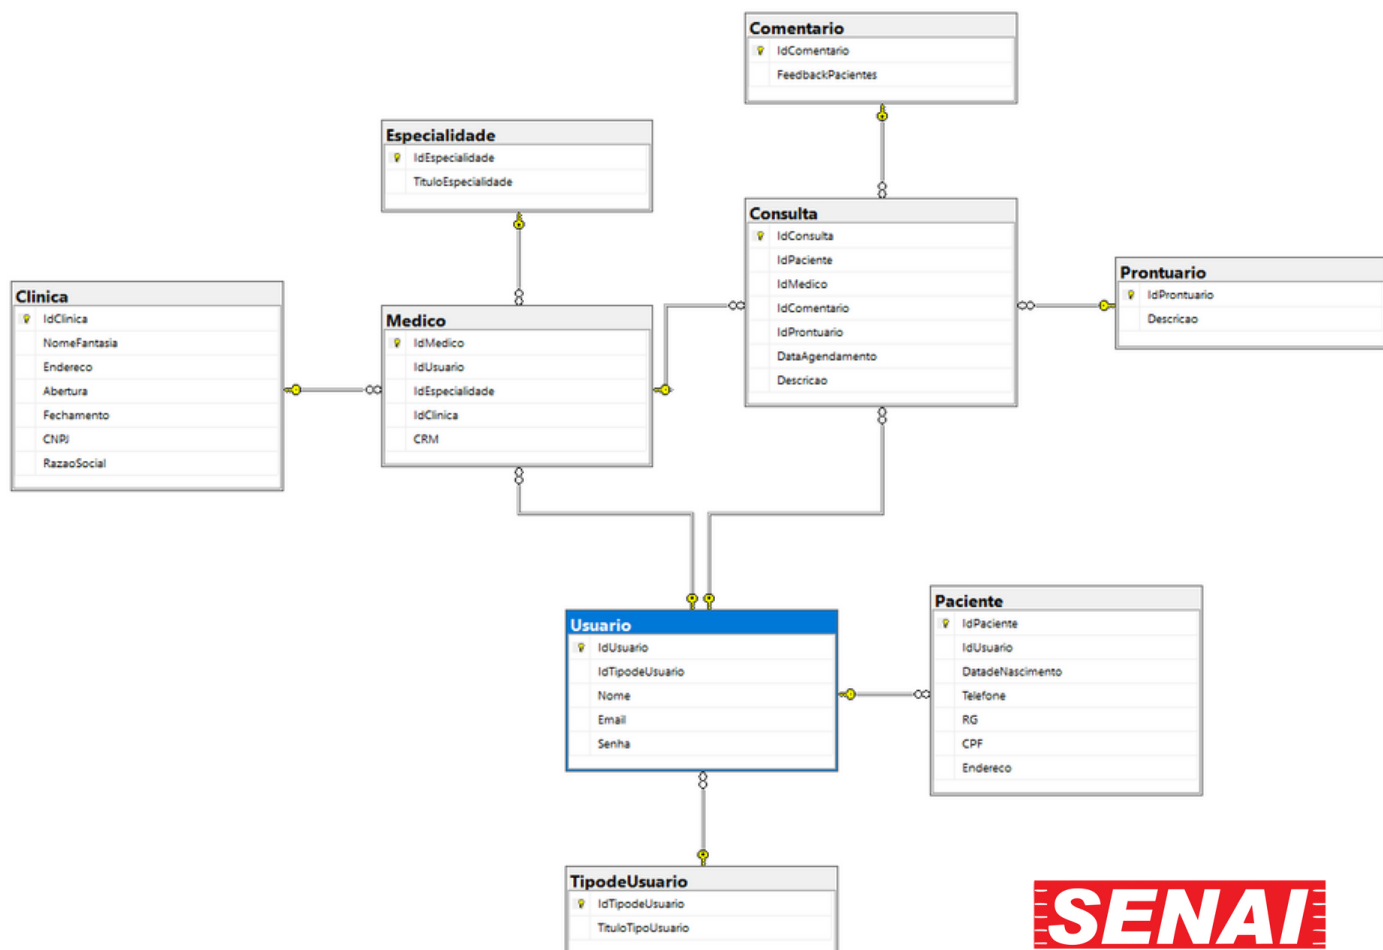 Comentario
IdComentario
FeedbackPacientes
Especialidade
IdEspecialidade
TituloEspecialidade
Consulta
IdConsulta
IdPaciente
IdMedico
IdComentario
IdProntuario
DataAgendamento
Descricao
Prontuario
IdProntuario
Descricao
Clinica
IdClinica
NomeFantasia
Endereco
Abertura
Fechamento
CNPJ
RazaoSocial
Medico
IdMedico
IdUsuario
IdEspecialidade
IdClinica
CRM
Usuario
IdUsuario
IdTipodeUsuario
Nome
Email
Senha
Paciente
IdPaciente
IdUsuario
DatadeNascimento
Telefone
RG
CPF
Endereco
TipodeUsuario
IdTipodeUsuario
TituloTipoUsuario
SENAI